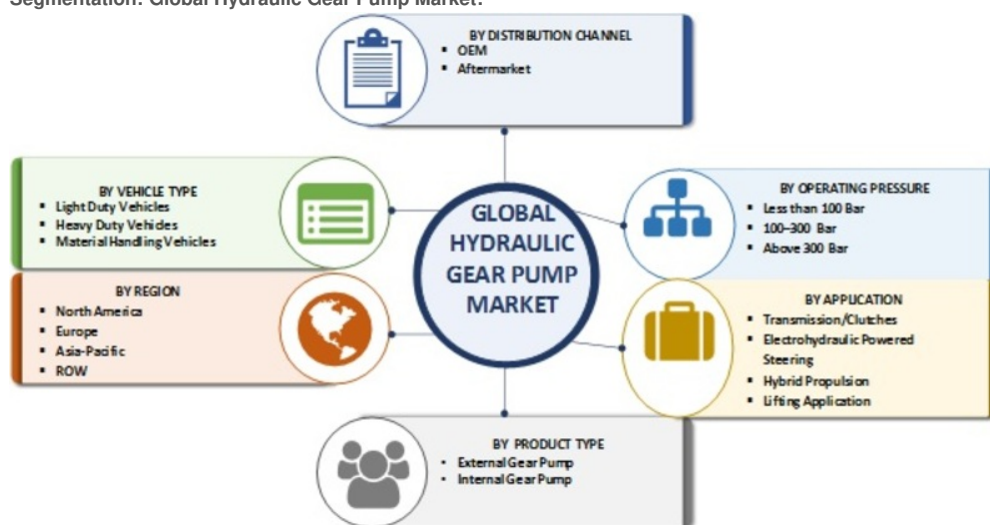 Segmentation: Global Hydraulic Gear Pump Market:
BY DISTRIBUTION CHANNEL
▪ OEM
▪ Aftermarket
BY VEHICLE TYPE
▪ Light Duty Vehicles
▪ Heavy Duty Vehicles
▪ Material Handling Vehicles
GLOBAL
HYDRAULIC
GEAR PUMP
MARKET
BY OPERATING PRESSURE
▪ Less than 100 Bar
▪ 100–300 Bar
▪ Above 300 Bar
BY REGION
▪ North America
▪ Europe
▪ Asia-Pacific
▪ ROW
BY APPLICATION
▪ Transmission/Clutches
▪ Electrohydraulic Powered
Steering
▪ Hybrid Propulsion
▪ Lifting Application
BY PRODUCT TYPE
▪ External Gear Pump
▪ Internal Gear Pump